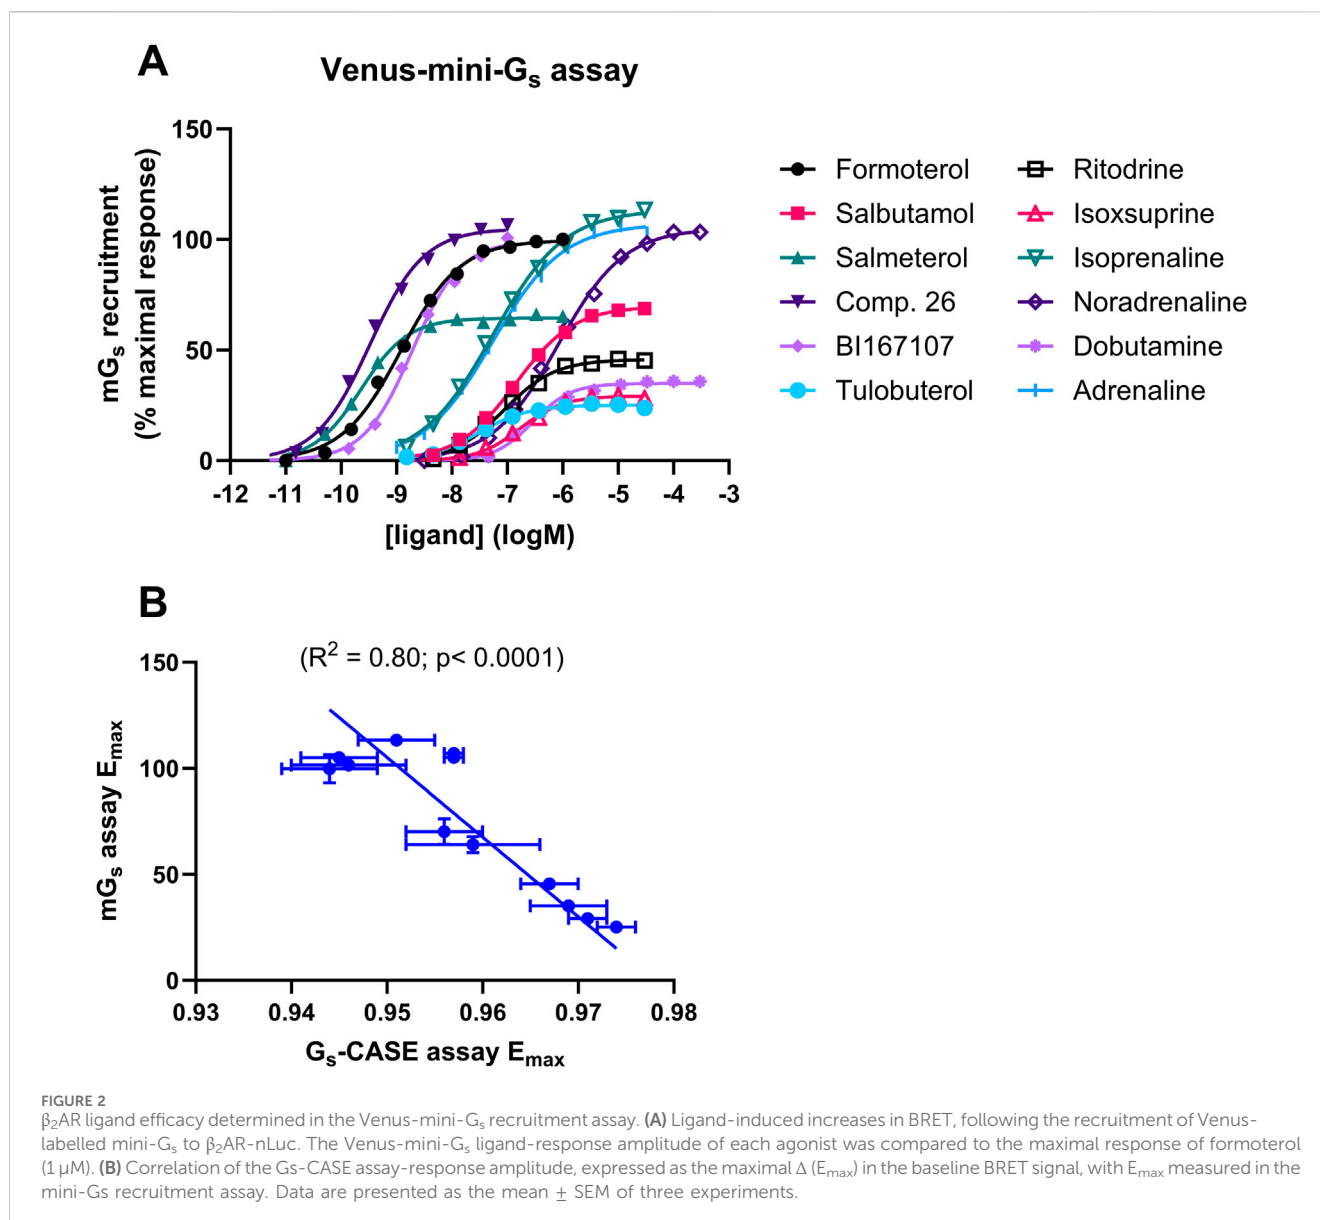 A
Venus-mini-Gs assay
mGs recruitment
(% maximal response)
150
100
50
0
-12 -11 -10 -9 -8 -7 -6 -5 -4 -3
[ligand] (logM)
Formoterol
Salbutamol
Salmeterol
Comp. 26
BI167107
Tulobuterol
Ritodrine
Isoxsuprine
Isoprenaline
Noradrenaline
Dobutamine
Adrenaline
B
(R2 = 0.80; p< 0.0001)
mGs assay Emax
150
100
50
0
0.93 0.94 0.95 0.96 0.97 0.98
Gs-CASE assay Emax
FIGURE 2
β2AR ligand efficacy determined in the Venus-mini-Gs recruitment assay. (A) Ligand-induced increases in BRET, following the recruitment of Venus-
labelled mini-Gs to β2AR-nLuc. The Venus-mini-Gs ligand-response amplitude of each agonist was compared to the maximal response of formoterol
(1 μM). (B) Correlation of the Gs-CASE assay-response amplitude, expressed as the maximal Δ (Emax) in the baseline BRET signal, with Emax measured in the
mini-Gs recruitment assay. Data are presented as the mean ± SEM of three experiments.